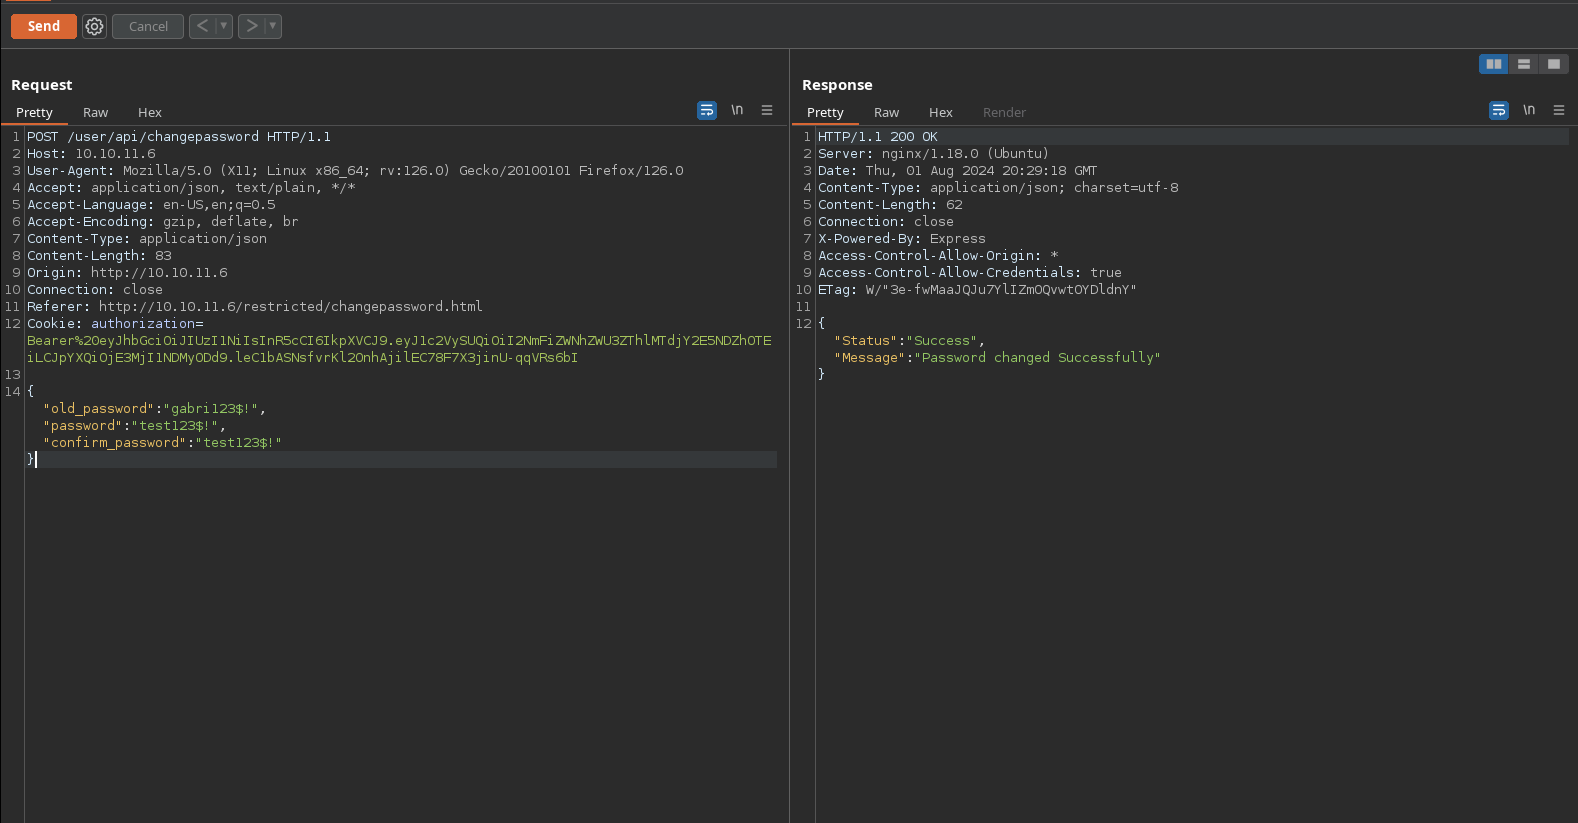 Send
Cancel
Request
Response
Pretty Raw Hex
\n
Pretty Raw Hex Render
\n
1 POST /user/api/changepassword HTTP/1.1
2 Host: 10.10.11.6
3 User-Agent: Mozilla/5.0 (X11; Linux x86_64; rv:126.0) Gecko/20100101 Firefox/126.0
4 Accept: application/json, text/plain, */*
5 Accept-Language: en-US,en;q=0.5
6 Accept-Encoding: gzip, deflate, br
7 Content-Type: application/json
8 Content-Length: 83
9 Origin: http://10.10.11.6
10 Connection: close
11 Referer: http://10.10.11.6/restricted/changepassword.html
12 Cookie: authorization=
Bearer%20eyJhbGciOiJIUzI1NiIsInR5cCI6IkpXVCJ9.eyJ1c2VySUQiOiI2NmFiZWNhZWU3ZThlMTdjY2E5NDZhOTE
iLCJpYXQiOjE3MjI1NDMyODd9.leC1bASNsfvrKl2OnhAjilEC78F7X3jinU-qqVRs6bI
13
14 {
"old_password":"gabri123$!",
"password":"test123$!",
"confirm_password":"test123$!"
}
1 HTTP/1.1 200 OK
2 Server: nginx/1.18.0 (Ubuntu)
3 Date: Thu, 01 Aug 2024 20:29:18 GMT
4 Content-Type: application/json; charset=utf-8
5 Content-Length: 62
6 Connection: close
7 X-Powered-By: Express
8 Access-Control-Allow-Origin: *
9 Access-Control-Allow-Credentials: true
10 ETag: W/"3e-fwMaaJQJu7YlIZmOQvwtOYDldnY"
11
12 {
"Status":"Success",
"Message":"Password changed Successfully"
}